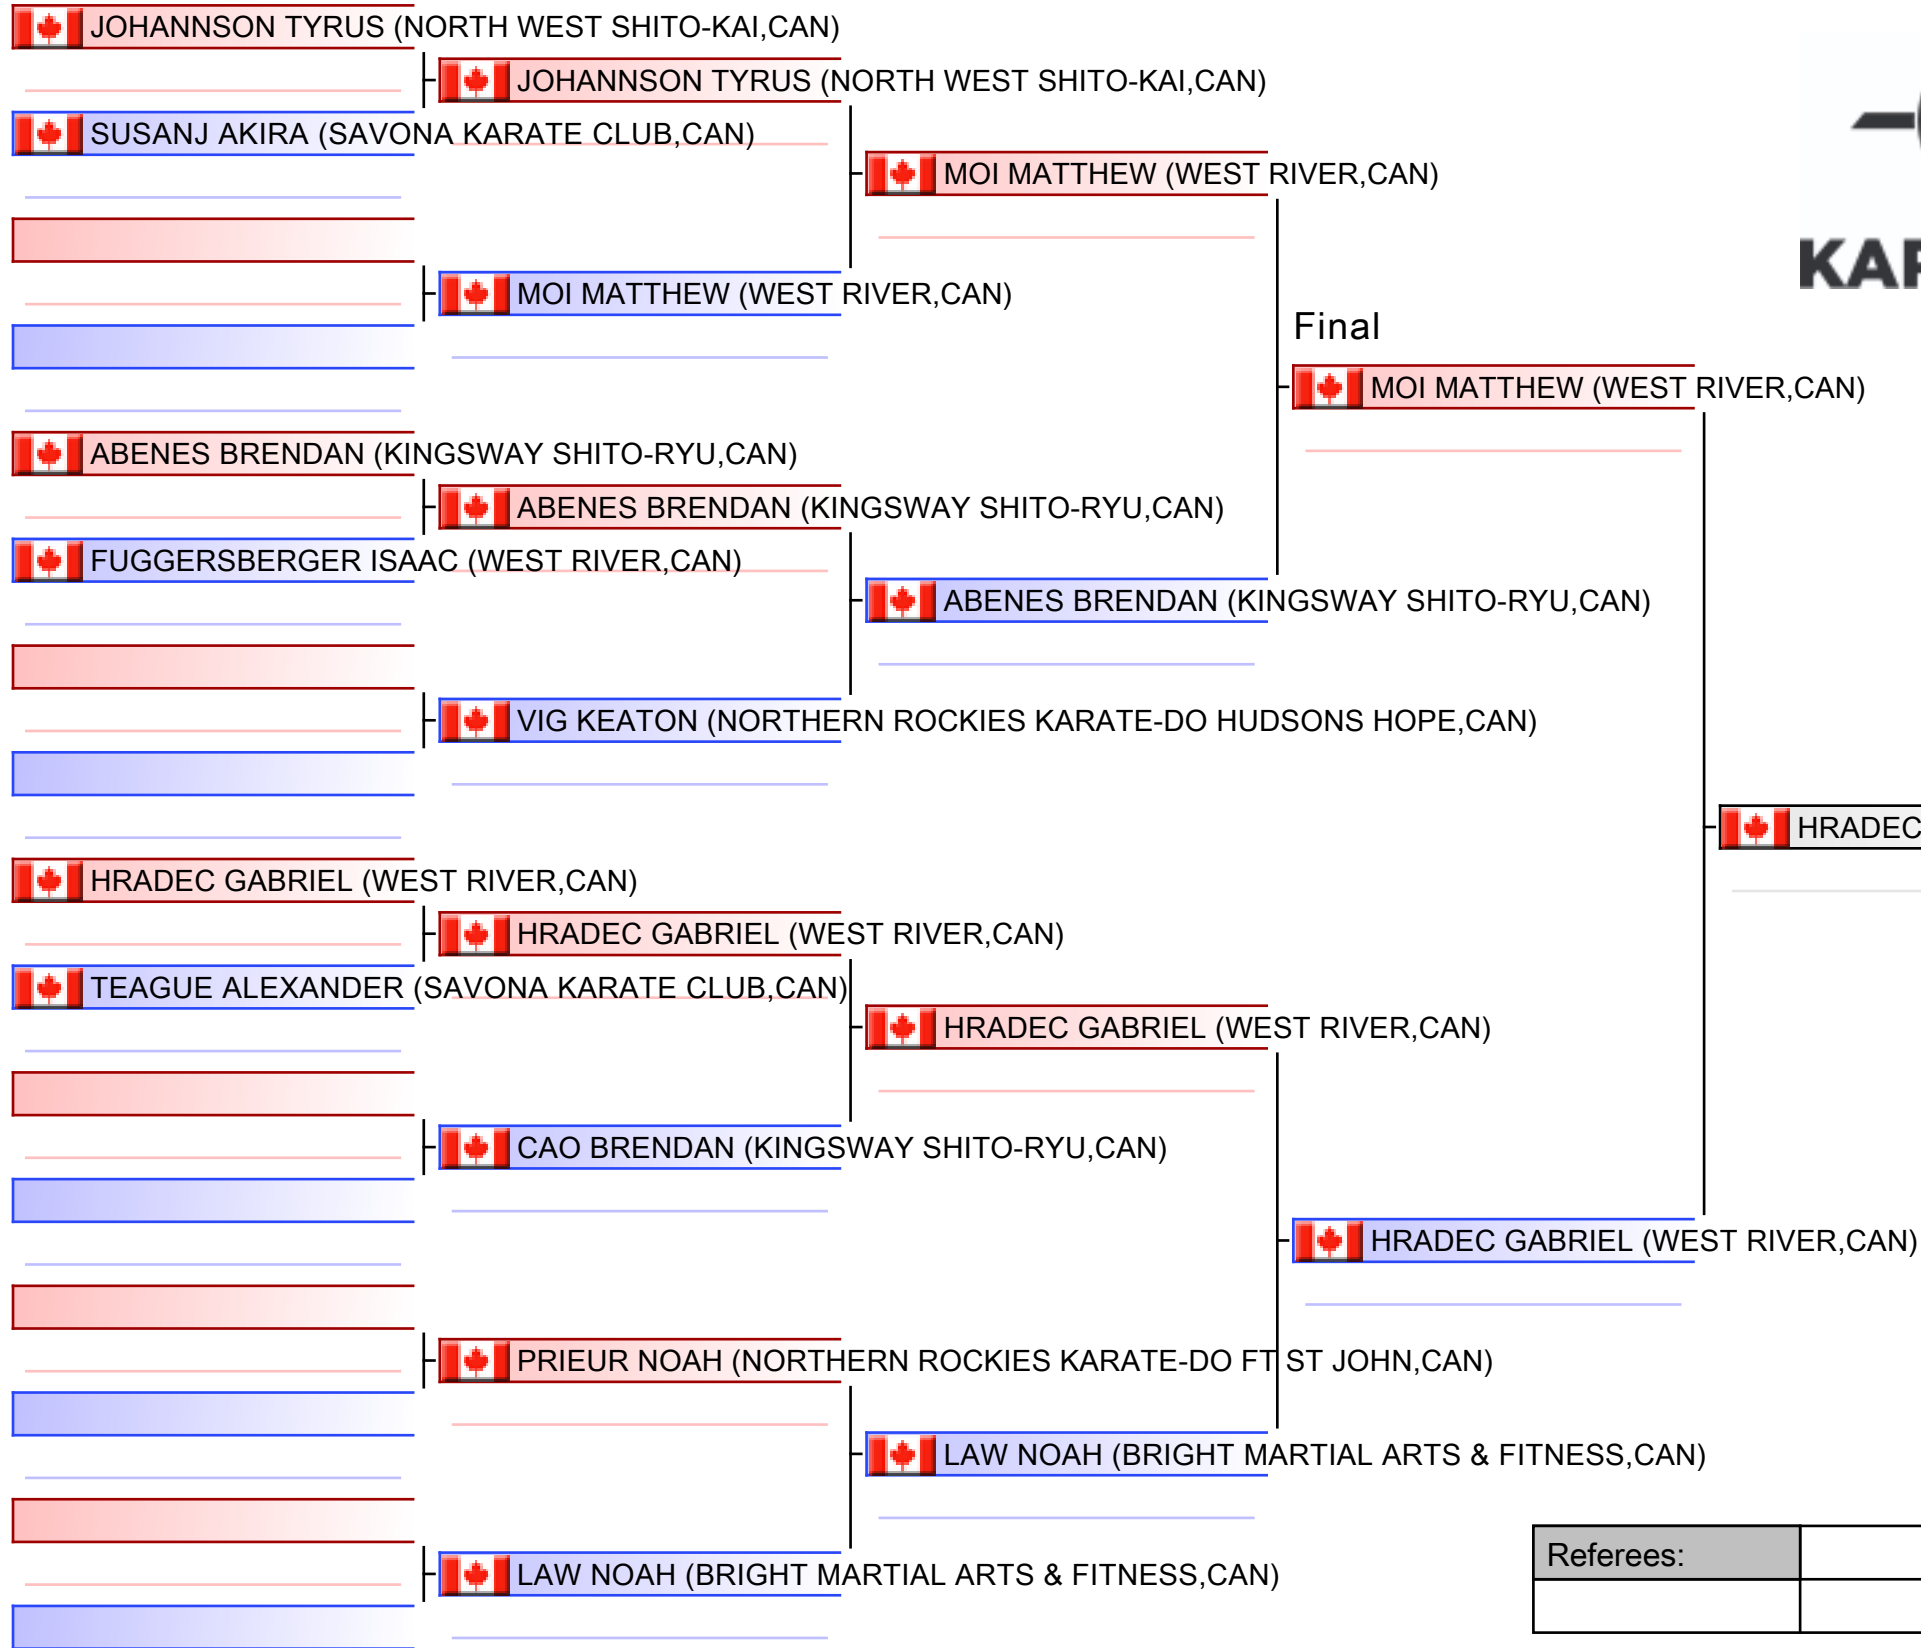 JOHANNSON TYRUS (NORTH WEST SHITO-KAI,CAN)
JOHANNSON TYRUS (NORTH WEST SHITO-KAI,CAN)
SUSANJ AKIRA (SAVONA KARATE CLUB,CAN)
MOI MATTHEW (WEST RIVER,CAN)
MOI MATTHEW (WEST RIVER,CAN)
Final
MOI MATTHEW (WEST RIVER,CAN)
ABENES BRENDAN (KINGSWAY SHITO-RYU,CAN)
ABENES BRENDAN (KINGSWAY SHITO-RYU,CAN)
FUGGERSBERGER ISAAC (WEST RIVER,CAN)
ABENES BRENDAN (KINGSWAY SHITO-RYU,CAN)
VIG KEATON (NORTHERN ROCKIES KARATE-DO HUDSONS HOPE,CAN)
HRADEC
HRADEC GABRIEL (WEST RIVER,CAN)
HRADEC GABRIEL (WEST RIVER,CAN)
TEAGUE ALEXANDER (SAVONA KARATE CLUB,CAN)
HRADEC GABRIEL (WEST RIVER,CAN)
CAO BRENDAN (KINGSWAY SHITO-RYU,CAN)
HRADEC GABRIEL (WEST RIVER,CAN)
PRIEUR NOAH (NORTHERN ROCKIES KARATE-DO FT ST JOHN,CAN)
LAW NOAH (BRIGHT MARTIAL ARTS & FITNESS,CAN)
Referees:
LAW NOAH (BRIGHT MARTIAL ARTS & FITNESS,CAN)